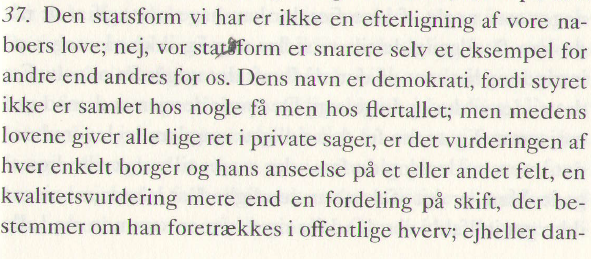 37. Den statsform vi har er ikke en efterligning af vore na-
boers love; nej, vor statsform er snarere selv et eksempel for
andre end andres for os. Dens navn er demokrati, fordi styret
ikke er samlet hos nogle få men hos flertallet; men medens
lovene giver alle lige ret i private sager, er det vurderingen af
hver enkelt borger og hans anseelse på et eller andet felt, en
kvalitetsvurdering mere end en fordeling på skift, der be-
stemmer om han foretrækkes i offentlige hverv; ejheller dan-